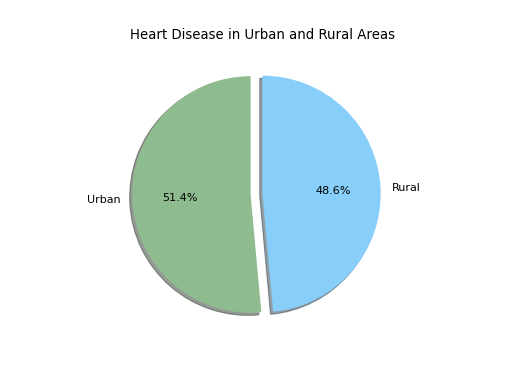 Heart Disease in Urban and Rural Areas
Urban
51.4%
48.6%
Rural